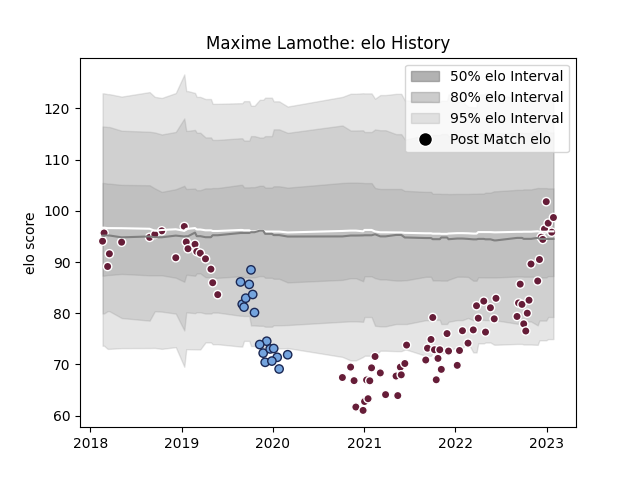 Maxime Lamothe: elo History
50% elo Interval
80% elo Interval
95% elo Interval
Post Match elo
elo score
120
110
100
90
80
70
60
2018
2019
2020
2021
2022
2023